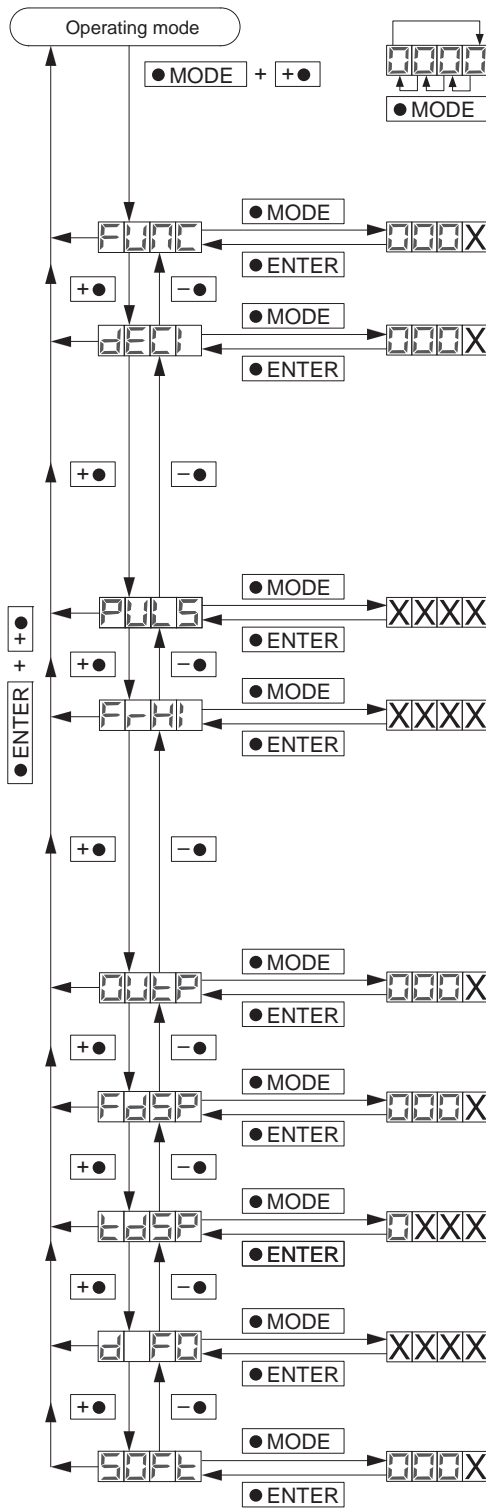 Operating mode
● MODE + +●
0000
● MODE
● MODE
FUNC 000X
● ENTER
+● −●
● MODE
dECI 000X
● ENTER
+● −●
● MODE
PULS XXXX
● ENTER
+● −●
● MODE
FrHI XXXX
● ENTER
● ENTER + +●
+● −●
● MODE
OUtP 000X
● ENTER
+● −●
● MODE
FdSP 000X
● ENTER
+● −●
● MODE
tdSP 0XXX
● ENTER
+● −●
● MODE
d FO XXXX
● ENTER
+● −●
● MODE
SOFt 000X
● ENTER